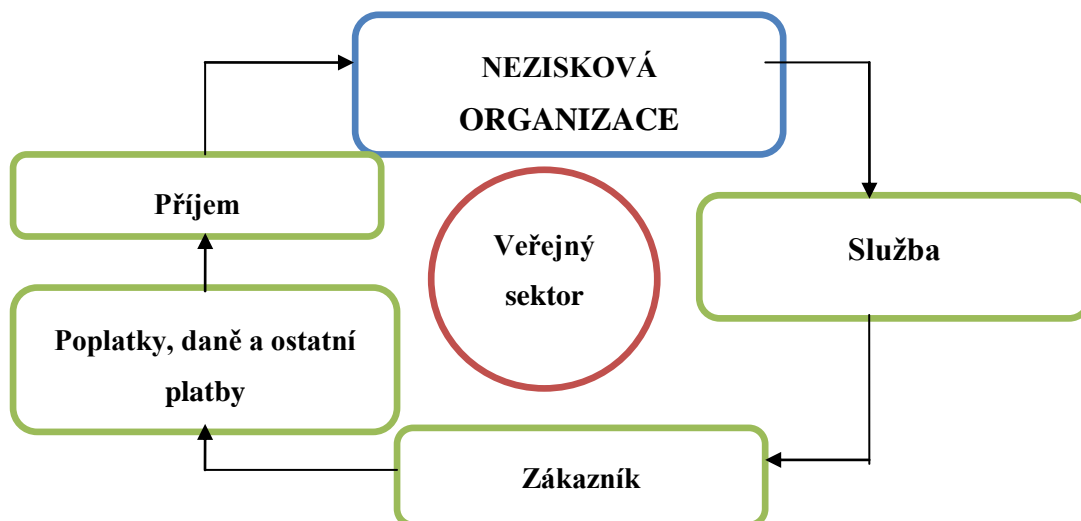 NEZISKOVÁ
ORGANIZACE
Příjem
Veřejný
sektor
Služba
Poplatky, daně a ostatní
platby
Zákazník